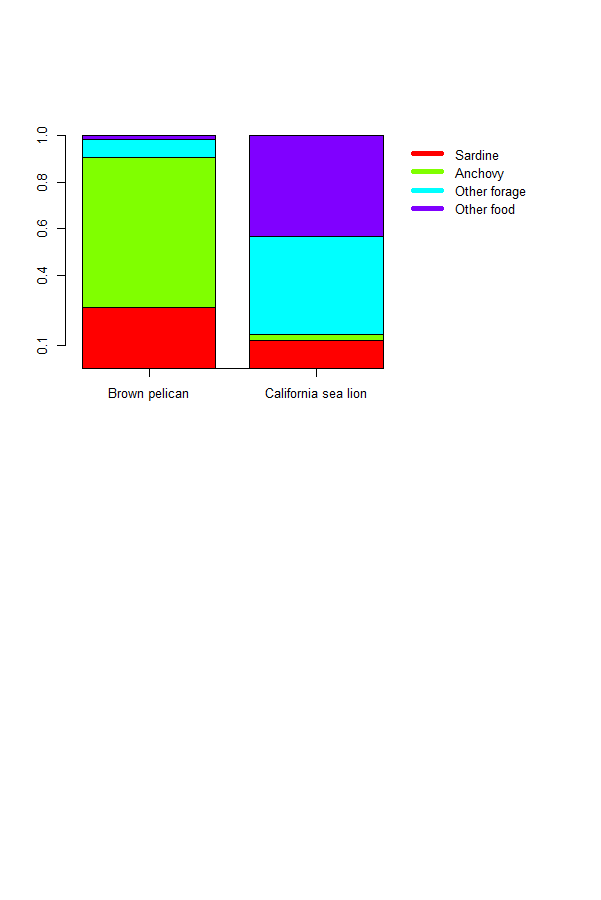 1.0
0.8
0.6
0.4
0.1
Sardine
Anchovy
Other forage
Other food
Brown pelican
California sea lion